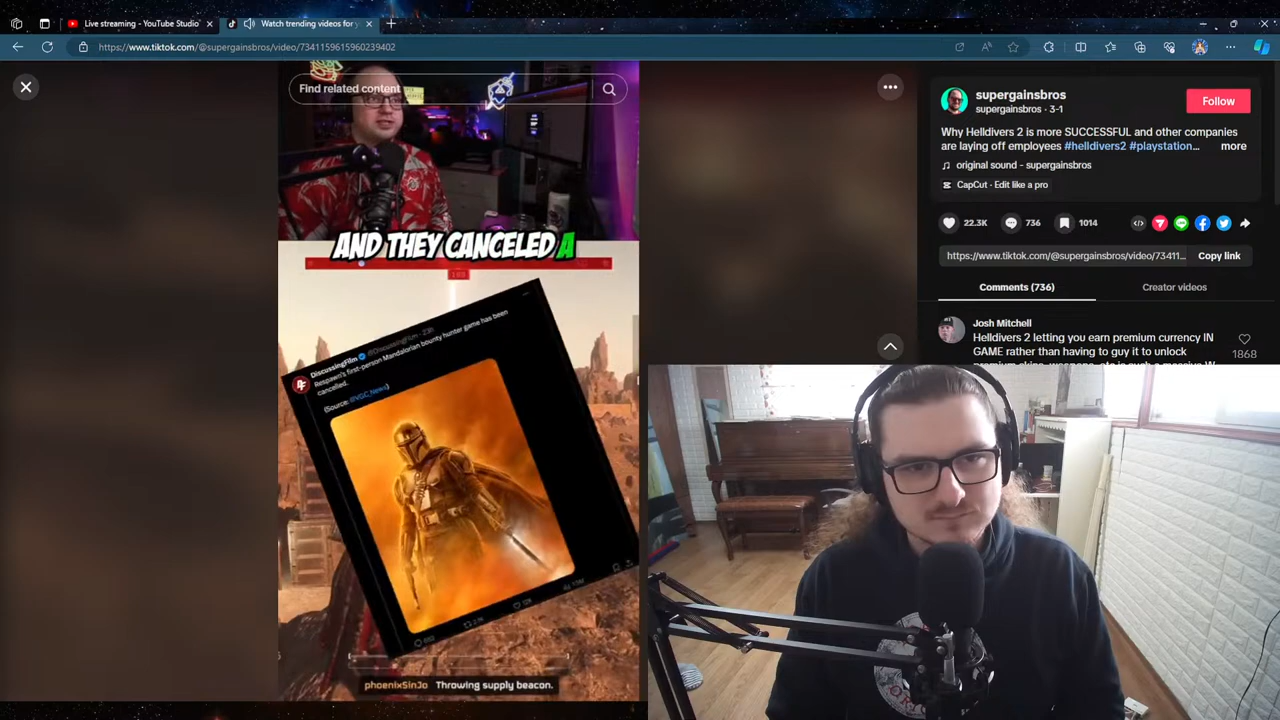 Live streaming - YouTube Studio
Watch trending videos for y
https://www.tiktok.com/@supergainsbros/video/7341159615960239402
Find related content
AND THEY CANCELED A
189
DiscussingFilm @DiscussingFilm · 23h
Respawn's first-person Mandalorian bounty hunter game has been
cancelled.
(Source: @VGC_News)
phoenixSinJo Throwing supply beacon.
supergainsbros
supergainsbros · 3-1
Follow
Why Helldivers 2 is more SUCCESSFUL and other companies
are laying off employees #helldivers2 #playstation... more
original sound - supergainsbros
CapCut · Edit like a pro
22.3K 736 1014
https://www.tiktok.com/@supergainsbros/video/73411... Copy link
Comments (736) Creator videos
Josh Mitchell
Helldivers 2 letting you earn premium currency IN
GAME rather than having to guy it to unlock
1868